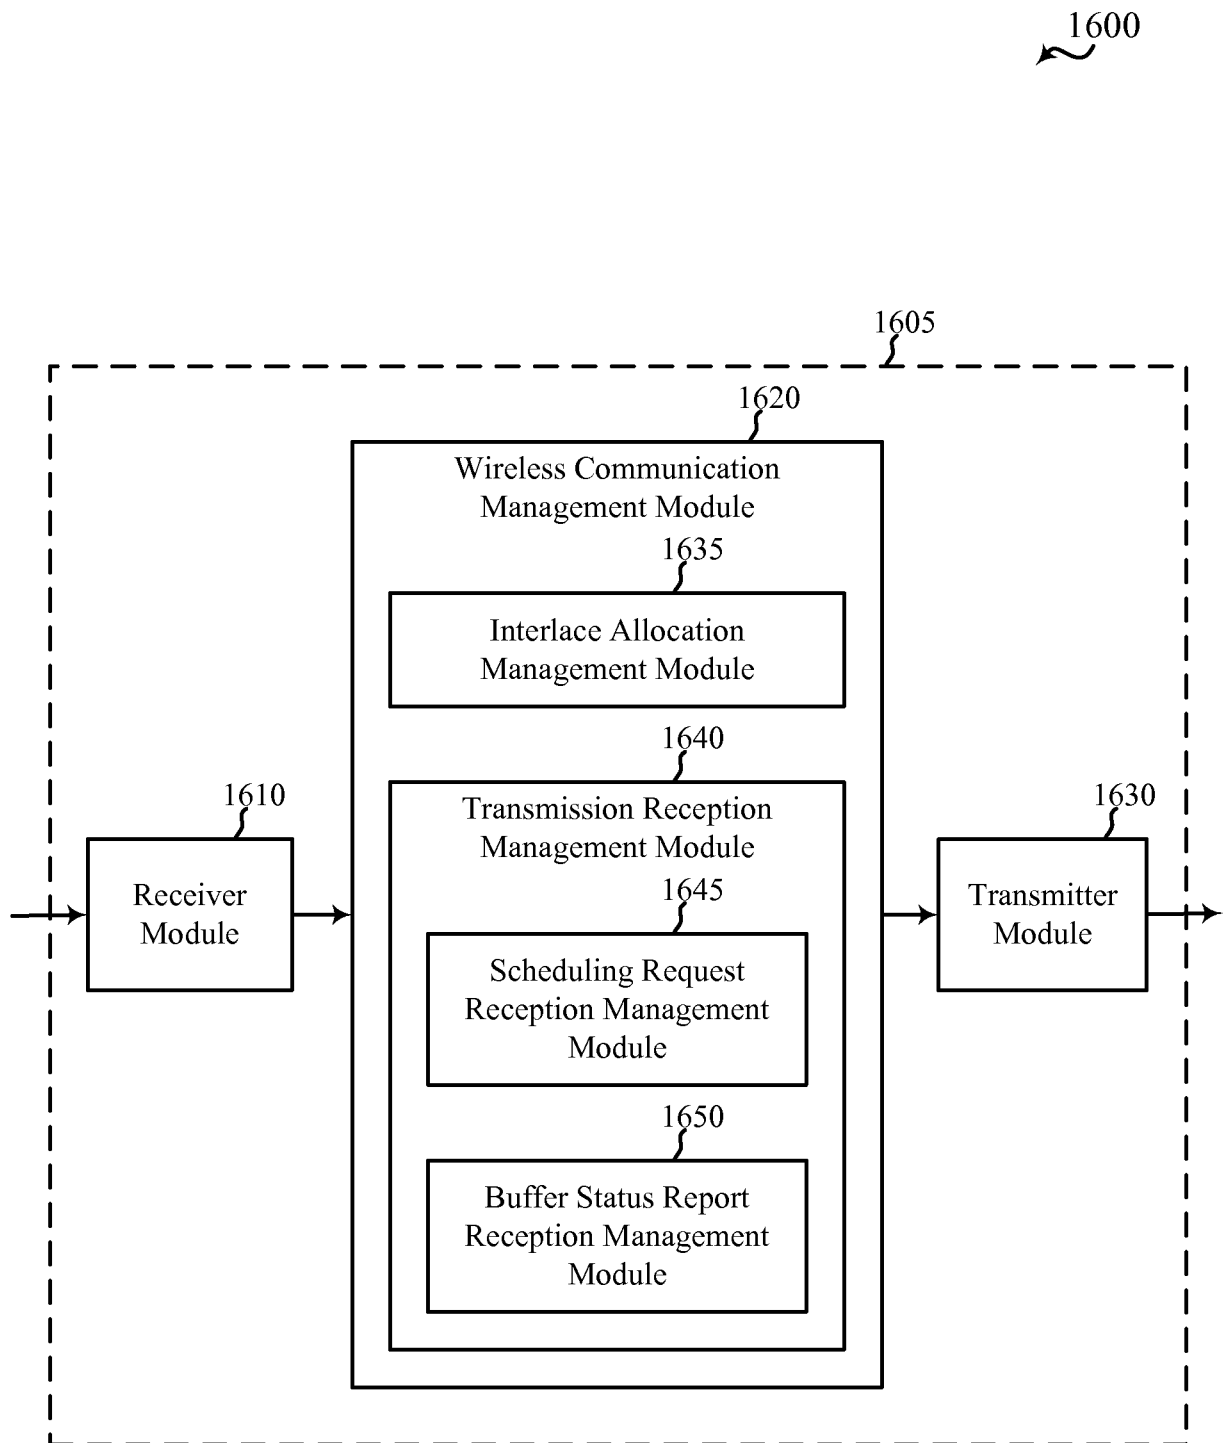 1600
1605
1620
Wireless Communication
Management Module
1635
Interlace Allocation
Management Module
1640
Transmission Reception
Management Module
1610
Receiver
Module
1645
Scheduling Request
Reception Management
Module
1630
Transmitter
Module
1650
Buffer Status Report
Reception Management
Module